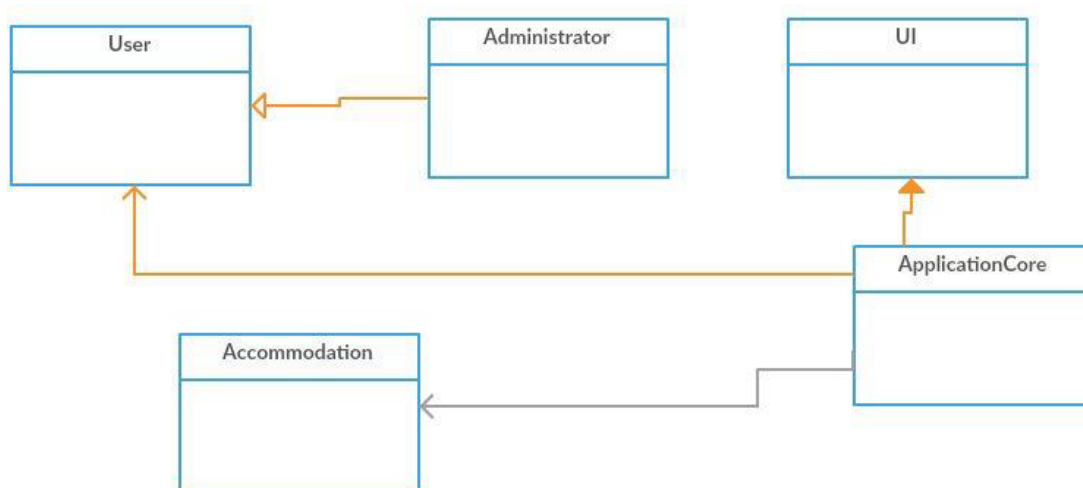 User
Administrator
UI
ApplicationCore
Accommodation